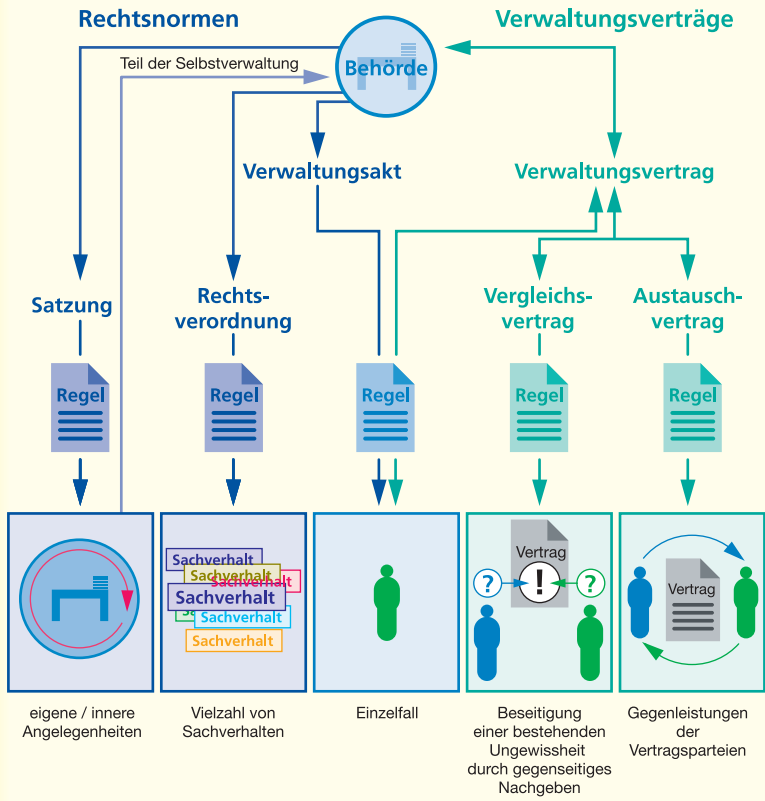 Rechtsnormen
Verwaltungsverträge
Teil der Selbstverwaltung
Behörde
Verwaltungsakt
Verwaltungsvertrag
Satzung
Rechts-
verordnung
Vergleichs-
vertrag
Austausch-
vertrag
Regel
Regel
Regel
Regel
Regel
Sachverhalt
Sachverhalt
Sachverhalt
Sachverhalt
Sachverhalt
Sachverhalt
Vertrag
?
!
?
Vertrag
eigene / innere
Angelegenheiten
Vielzahl von
Sachverhalten
Einzelfall
Beseitigung
einer bestehenden
Ungewissheit
durch gegenseitiges
Nachgeben
Gegenleistungen
der
Vertragsparteien